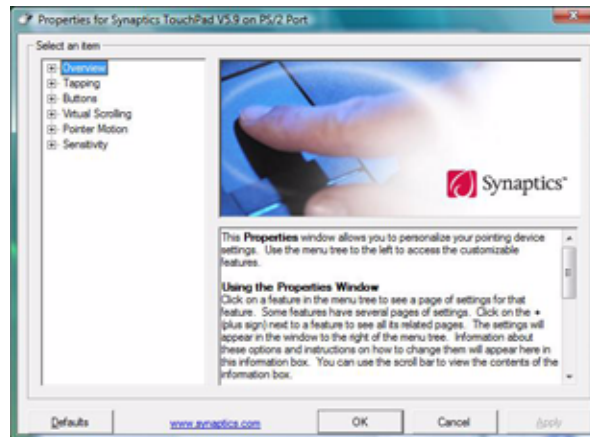 Properties for Synaptics TouchPad V5.9 on PS/2 Port
Select an item
Overview
Tapping
Buttons
Virtual Scrolling
Pointer Motion
Sensitivity
Synaptics
This Properties window allows you to personalize your pointing device
settings. Use the menu tree to the left to access the customizable
features.
Using the Properties Window
Click on a feature in the menu tree to see a page of settings for that
feature. Some features have several pages of settings. Click on the +
(plus sign) next to a feature to see all its related pages. The settings will
appear in the window to the right of the menu tree. Information about
these options and instructions on how to change them will appear here in
this information box. You can use the scroll bar to view the contents of the
information box.
Defaults
www.synaptics.com
OK
Cancel
Apply